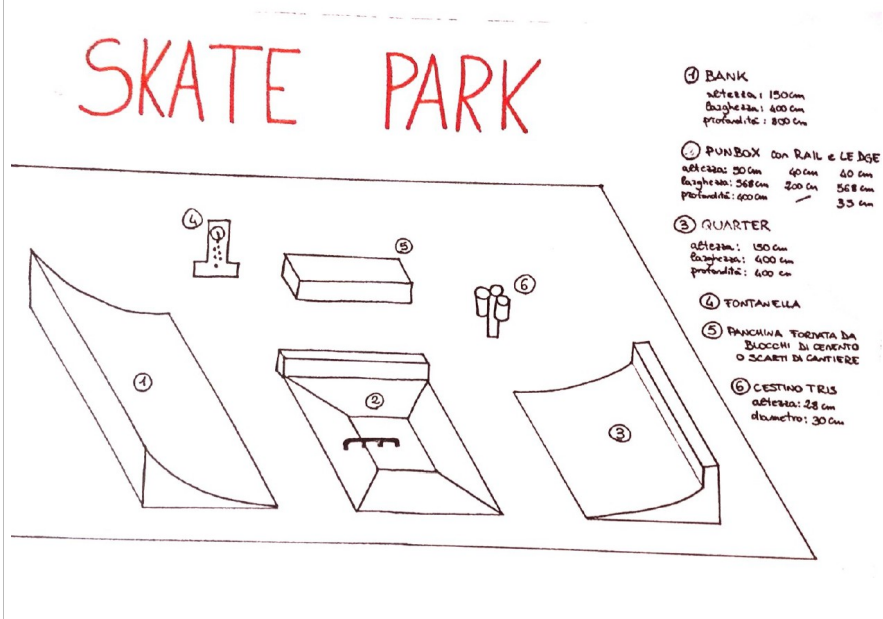 SKATE PARK
① BANK
altezza: 150 cm
larghezza: 400 cm
profondità: 800 cm
② FUNBOX con RAIL e LEDGE
altezza: 50 cm 40 cm 40 cm
larghezza: 568 cm 200 cm 568 cm
profondità: 400 cm / 35 cm
③ QUARTER
altezza: 150 cm
larghezza: 400 cm
profondità: 400 cm
④ FONTANELLA
⑤ PANCHINA FORMATA DA
BLOCCHI DI CEMENTO
O SCARTI DI CANTIERE
⑥ CESTINO TRIS
altezza: 28 cm
diametro: 30 cm
④
⑤
⑥
①
②
③